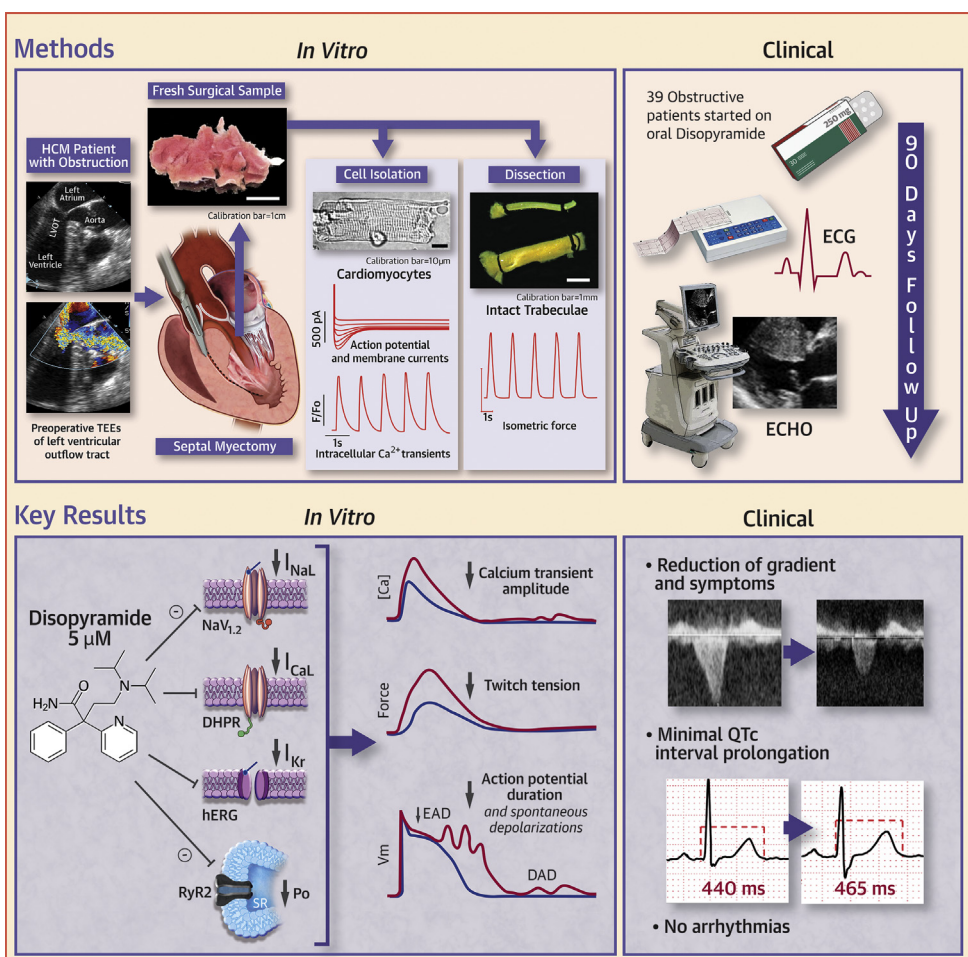 Methods
In Vitro
Clinical
Fresh Surgical Sample
HCM Patient
with Obstruction
Left
Atrium
Aorta
LVOT
Left
Ventricle
Calibration bar=1cm
Preoperative TEEs
of left ventricular
outflow tract
Septal Myectomy
Cell Isolation
Calibration bar=10μm
Cardiomyocytes
500 pA
Action potential
and membrane currents
F/Fo
1s
Intracellular Ca²⁺ transients
Dissection
Calibration bar=1mm
Intact Trabeculae
1s
Isometric force
39 Obstructive
patients started on
oral Disopyramide
250 mg
ECG
ECHO
90 Days Follow Up
Key Results
In Vitro
Clinical
Disopyramide
5 μM
H₂N
O
N
N
INaL
NaV1.2
ICaL
DHPR
IKr
hERG
RyR2
SR
Po
[Ca]
Calcium transient
amplitude
Force
Twitch tension
Vm
EAD
Action potential
duration
and spontaneous
depolarizations
DAD
• Reduction of gradient
and symptoms
• Minimal QTc
interval prolongation
440 ms
465 ms
• No arrhythmias